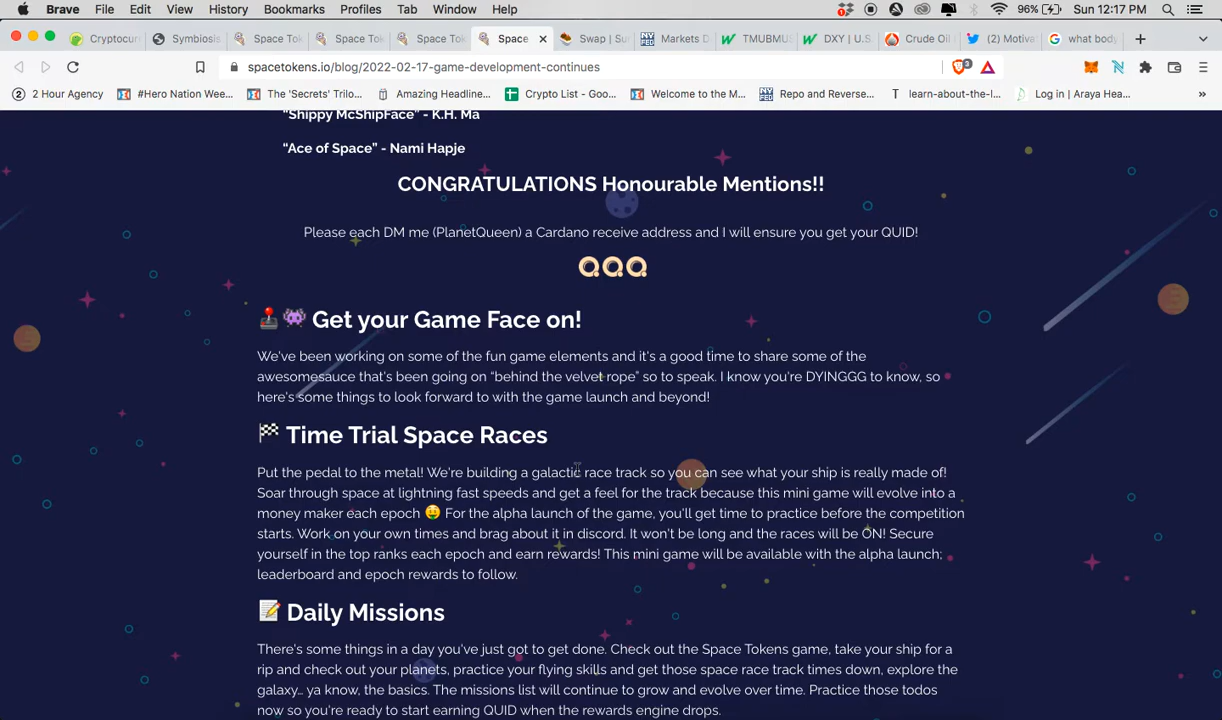 Brave File Edit View History Bookmarks Profiles Tab Window Help 96% Sun 12:17 PM
Cryptocur Symbiosis Space Tok Space Tok Space Tok Space Swap | Su Markets D TMUBMUS DXY | U.S Crude Oil (2) Motiva what body
spacetokens.io/blog/2022-02-17-game-development-continues
2 Hour Agency #Hero Nation Wee... The 'Secrets' Trilo... Amazing Headline... Crypto List - Goo... Welcome to the M... Repo and Reverse... learn-about-the-l... Log in | Araya Hea...
"Shippy McShipFace" - K.H. Ma
"Ace of Space" - Nami Hapje
CONGRATULATIONS Honourable Mentions!!
Please each DM me (PlanetQueen) a Cardano receive address and I will ensure you get your QUID!
Get your Game Face on!
We've been working on some of the fun game elements and it's a good time to share some of the
awesomesauce that's been going on "behind the velvet rope" so to speak. I know you're DYINGGG to know, so
here's some things to look forward to with the game launch and beyond!
Time Trial Space Races
Put the pedal to the metal! We're building a galactic race track so you can see what your ship is really made of!
Soar through space at lightning fast speeds and get a feel for the track because this mini game will evolve into a
money maker each epoch 🤑 For the alpha launch of the game, you'll get time to practice before the competition
starts. Work on your own times and brag about it in discord. It won't be long and the races will be ON! Secure
yourself in the top ranks each epoch and earn rewards! This mini game will be available with the alpha launch;
leaderboard and epoch rewards to follow.
Daily Missions
There's some things in a day you've just got to get done. Check out the Space Tokens game, take your ship for a
rip and check out your planets, practice your flying skills and get those space race track times down, explore the
galaxy... ya know, the basics. The missions list will continue to grow and evolve over time. Practice those todos
now so you're ready to start earning QUID when the rewards engine drops.